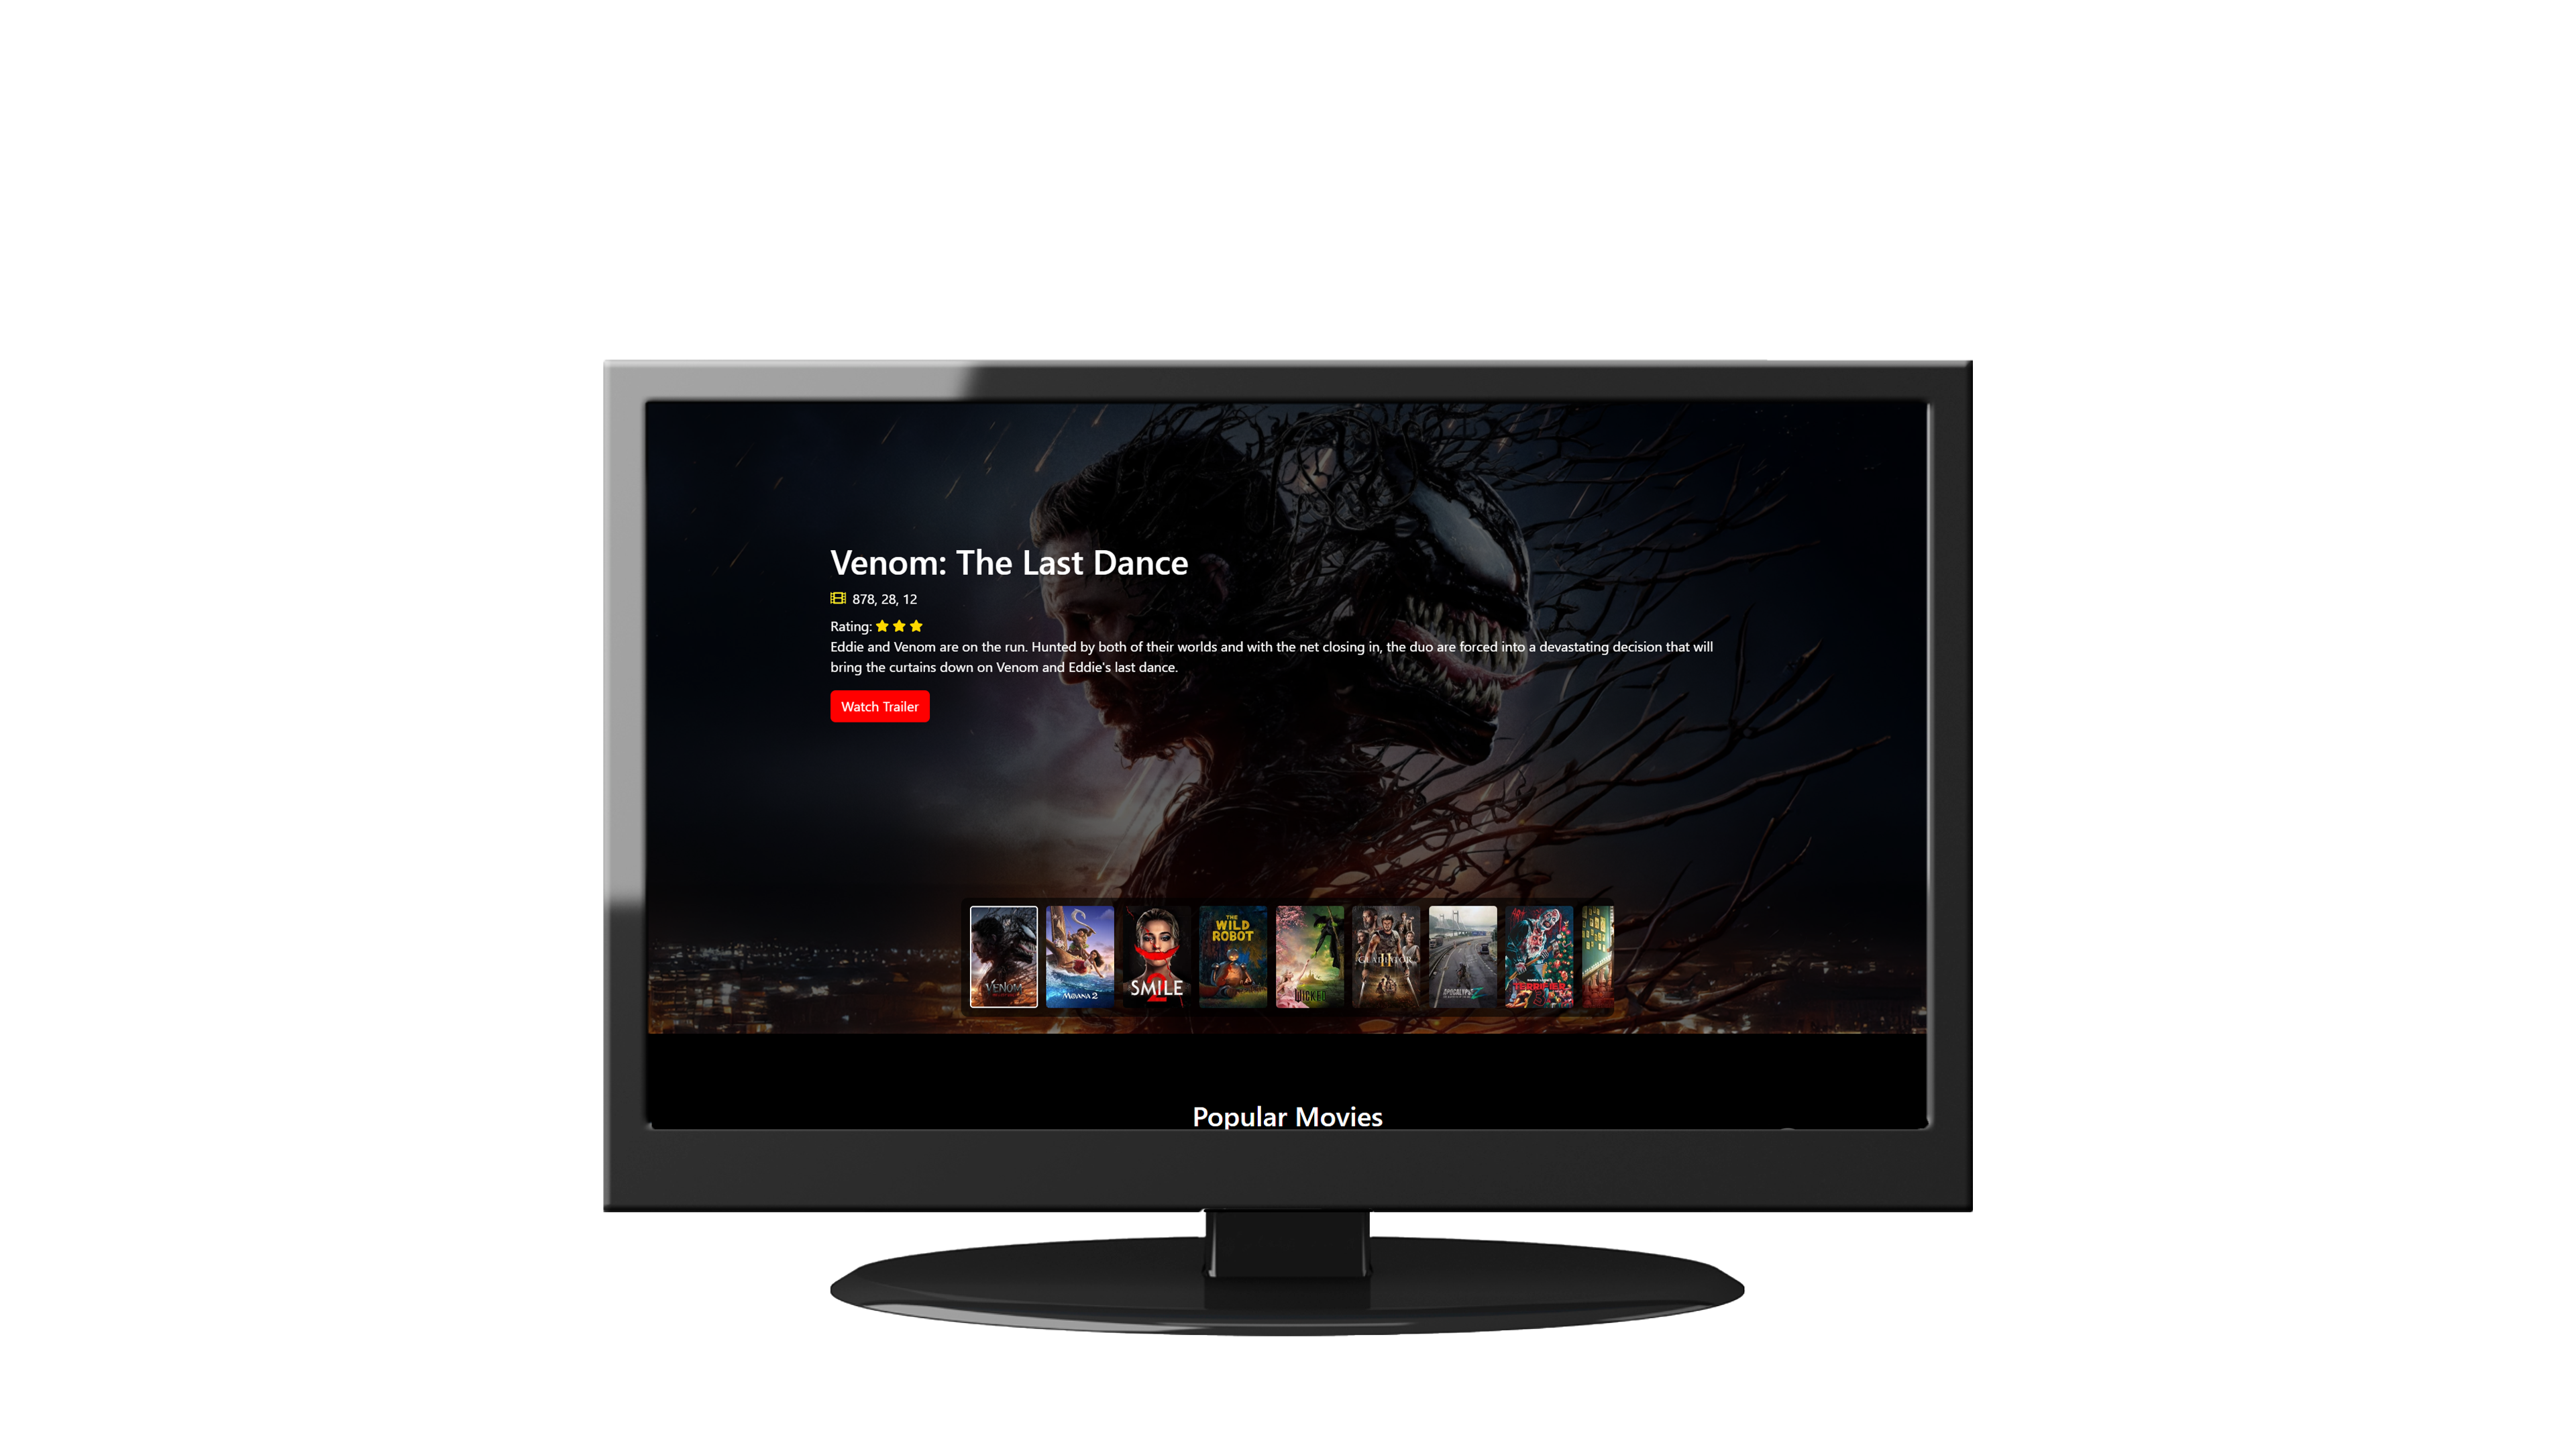 Venom: The Last Dance
878, 28, 12
Rating:
Eddie and Venom are on the run. Hunted by both of their worlds and with the net closing in, the duo are forced into a devastating decision that will
bring the curtains down on Venom and Eddie's last dance.
Watch Trailer
VENOM
MOANA 2
SMILE
2
THE
WILD
ROBOT
WICKED
GLADIATOR
II
TERRIFIER
3
Popular Movies